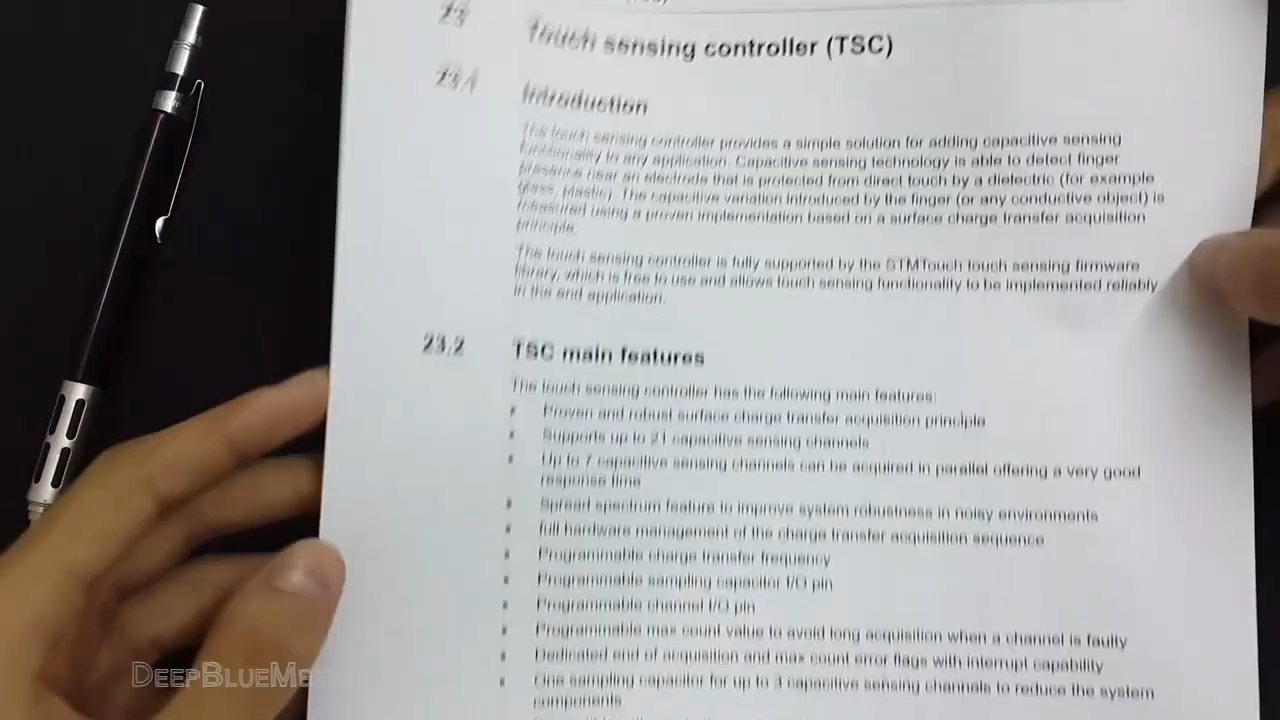 23 Touch sensing controller (TSC)
23.1 Introduction
The touch sensing controller provides a simple solution for adding capacitive sensing
functionality to any application. Capacitive sensing technology is able to detect finger
presence near an electrode that is protected from direct touch by a dielectric (for example
glass, plastic). The capacitive variation introduced by the finger (or any conductive object) is
measured using a proven implementation based on a surface charge transfer acquisition
principle.
The touch sensing controller is fully supported by the STMTouch touch sensing firmware
library, which is free to use and allows touch sensing functionality to be implemented reliably
in the end application.
23.2 TSC main features
The touch sensing controller has the following main features:
• Proven and robust surface charge transfer acquisition principle
• Supports up to 21 capacitive sensing channels
• Up to 7 capacitive sensing channels can be acquired in parallel offering a very good
response time
• Spread spectrum feature to improve system robustness in noisy environments
• full hardware management of the charge transfer acquisition sequence
• Programmable charge transfer frequency
• Programmable sampling capacitor I/O pin
• Programmable channel I/O pin
• Programmable max count value to avoid long acquisition when a channel is faulty
• Dedicated end of acquisition and max count error flags with interrupt capability
• One sampling capacitor for up to 3 capacitive sensing channels to reduce the system
components
DEEPBLUEMBE